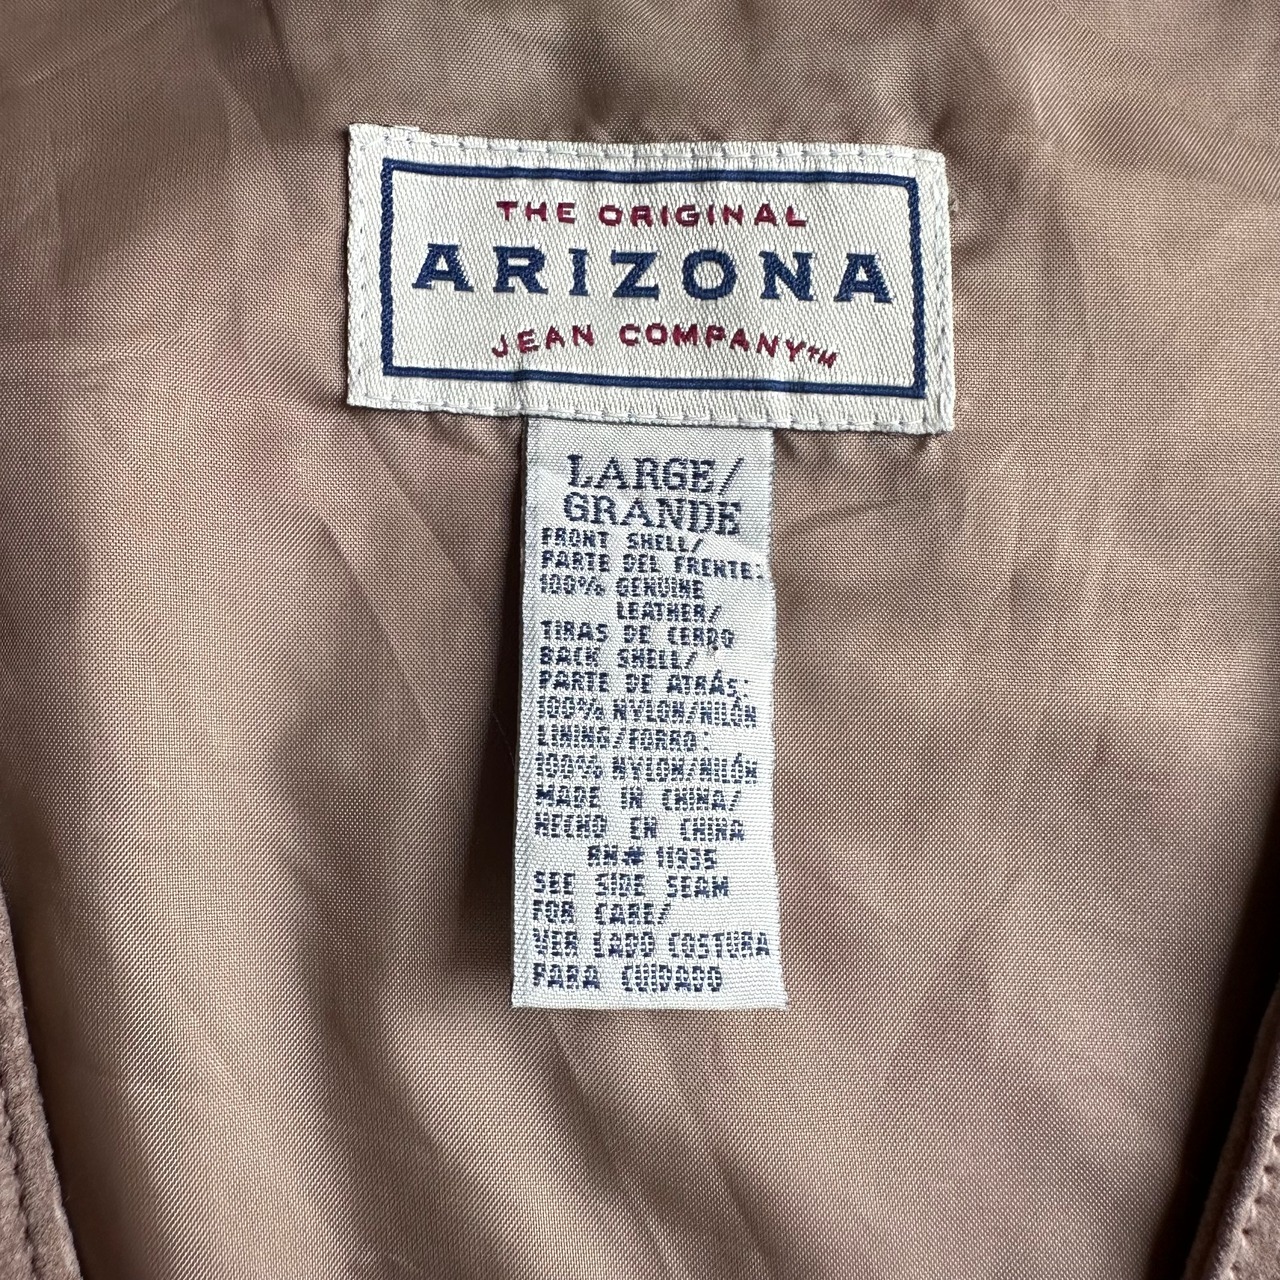 THE ORIGINAL
ARIZONA
JEAN COMPANY™
LARGE/
GRANDE
FRONT SHELL/
PARTE DEL FRENTE:
100% GENUINE
LEATHER/
TIRAS DE CERDO
BACK SHELL/
PARTE DE ATRÁS:
100% NYLON/NILÓN
LINING/FORRO:
100% NYLON/NILÓN
MADE IN CHINA/
HECHO EN CHINA
RN# 11935
SEE SIDE SEAM
FOR CARE/
VER LADO COSTURA
PARA CUIDADO